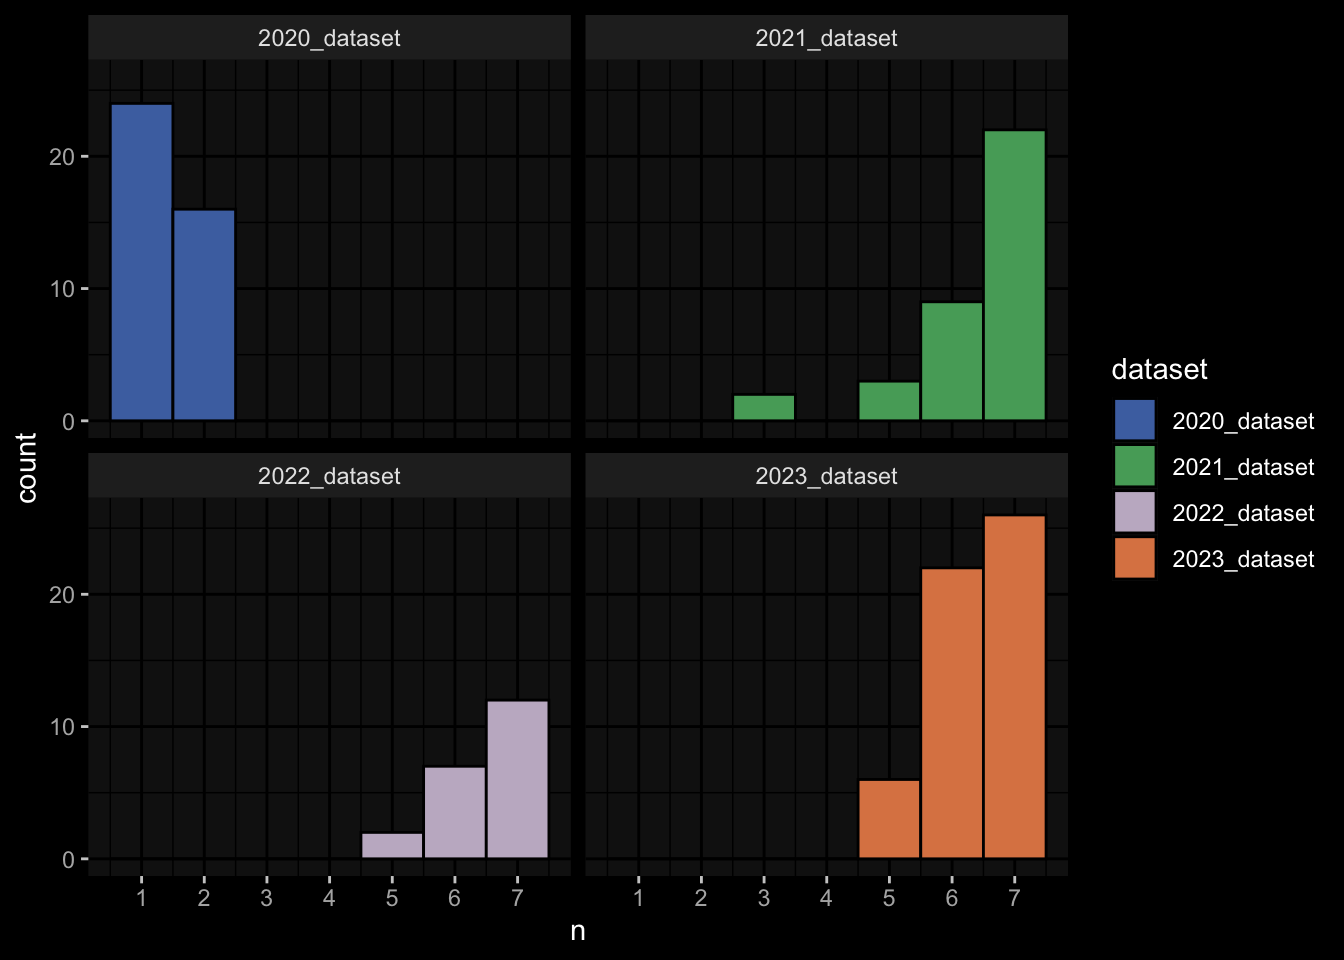 2020_dataset
2021_dataset
20
10
0
2022_dataset
2023_dataset
20
10
0
1 2 3 4 5 6 7
1 2 3 4 5 6 7
n
count
dataset
2020_dataset
2021_dataset
2022_dataset
2023_dataset